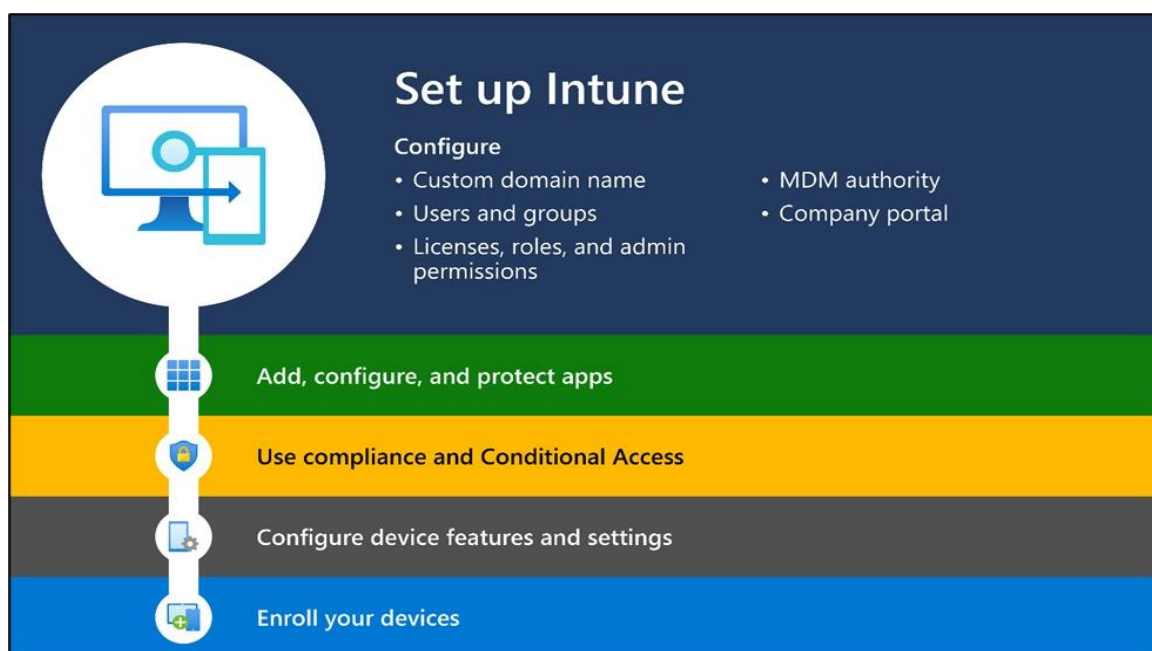 Set up Intune
Configure
• Custom domain name
• Users and groups
• Licenses, roles, and admin
permissions
• MDM authority
• Company portal
Add, configure, and protect apps
Use compliance and Conditional Access
Configure device features and settings
Enroll your devices